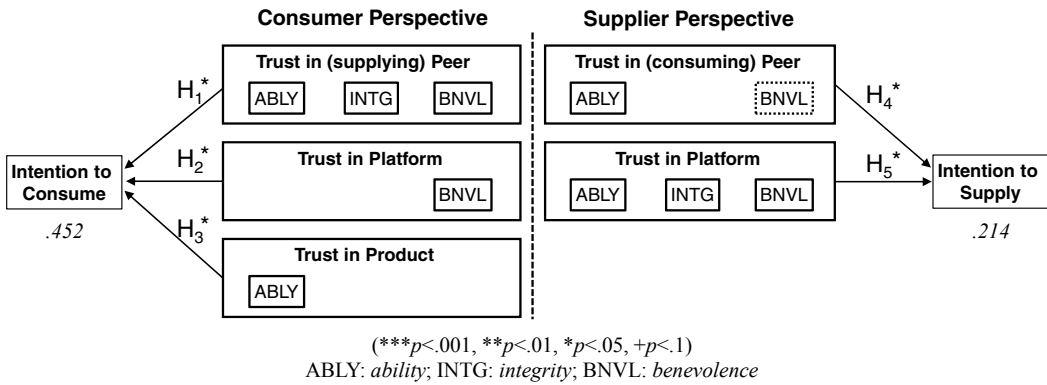 Consumer Perspective
Supplier Perspective
Trust in (supplying) Peer
ABLY INTG BNVL
H1*
Trust in Platform
BNVL
H2*
Trust in Product
ABLY
H3*
Intention to
Consume
.452
Trust in (consuming) Peer
ABLY BNVL
H4*
Trust in Platform
ABLY INTG BNVL
H5*
Intention to
Supply
.214
(***p<.001, **p<.01, *p<.05, +p<.1)
ABLY: ability; INTG: integrity; BNVL: benevolence